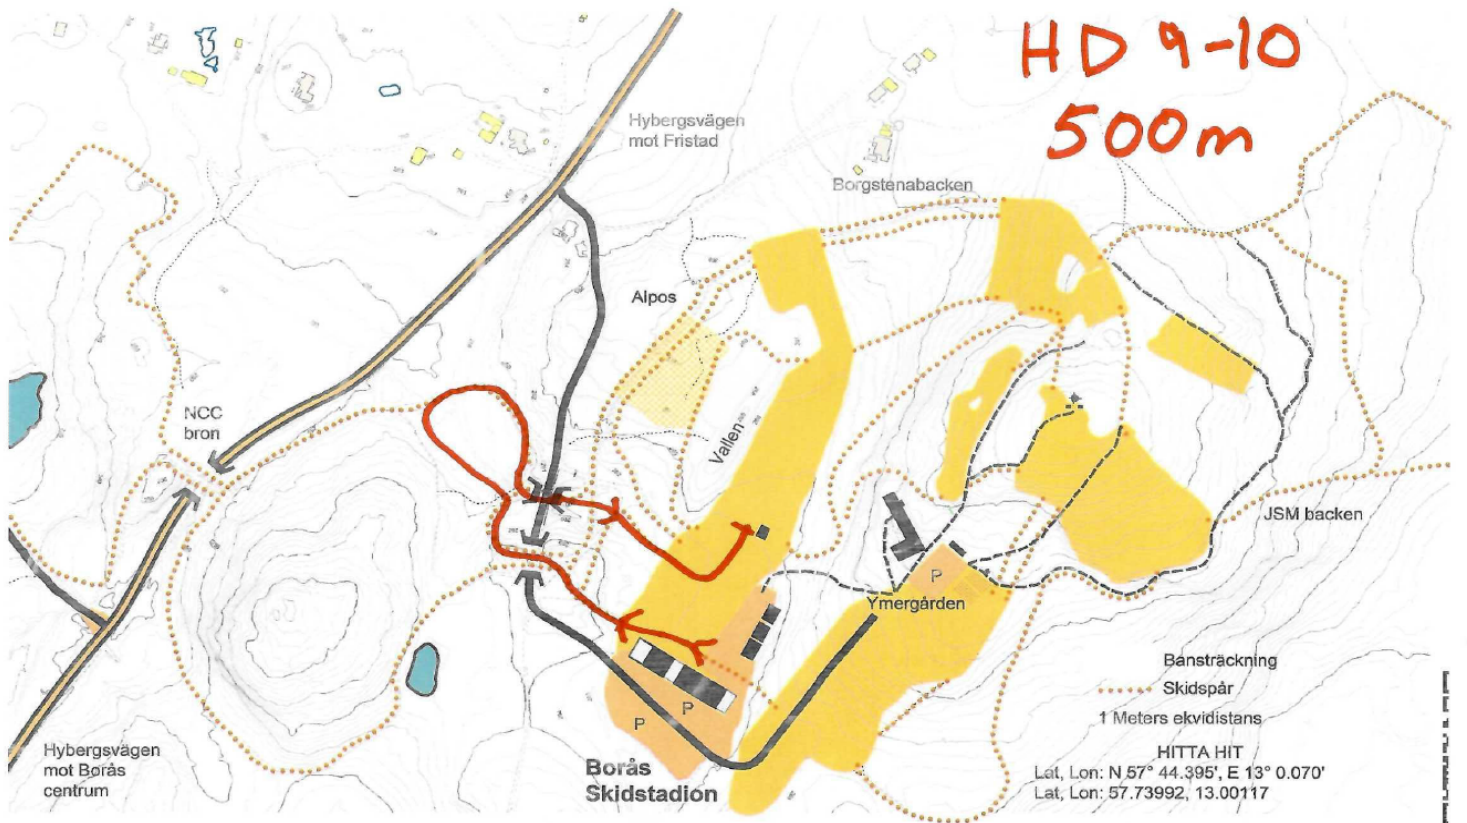 HD 9-10
500m
Hybergsvägen
mot Fristad
Borgstenabacken
Alpos
NCC
bron
Vallen
JSM backen
P
Ymergården
Bansträckning
Skidspår
1 Meters ekvidistans
P
P
HITTA HIT
Lat, Lon: N 57° 44.395', E 13° 0.070'
Lat, Lon: 57.73992, 13.00117
Hybergsvägen
mot Borås
centrum
Borås
Skidstadion